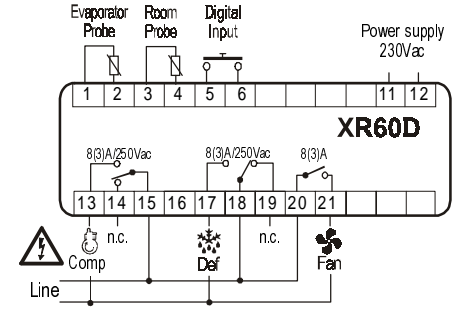 Evaporator Probe
Room Probe
Digital Input
Power supply
230Vac
1 2 3 4 5 6 11 12
XR60D
8(3)A/250Vac 8(3)A/250Vac 8(3)A
13 14 15 16 17 18 19 20 21
n.c. n.c.
Comp Def Fan
Line